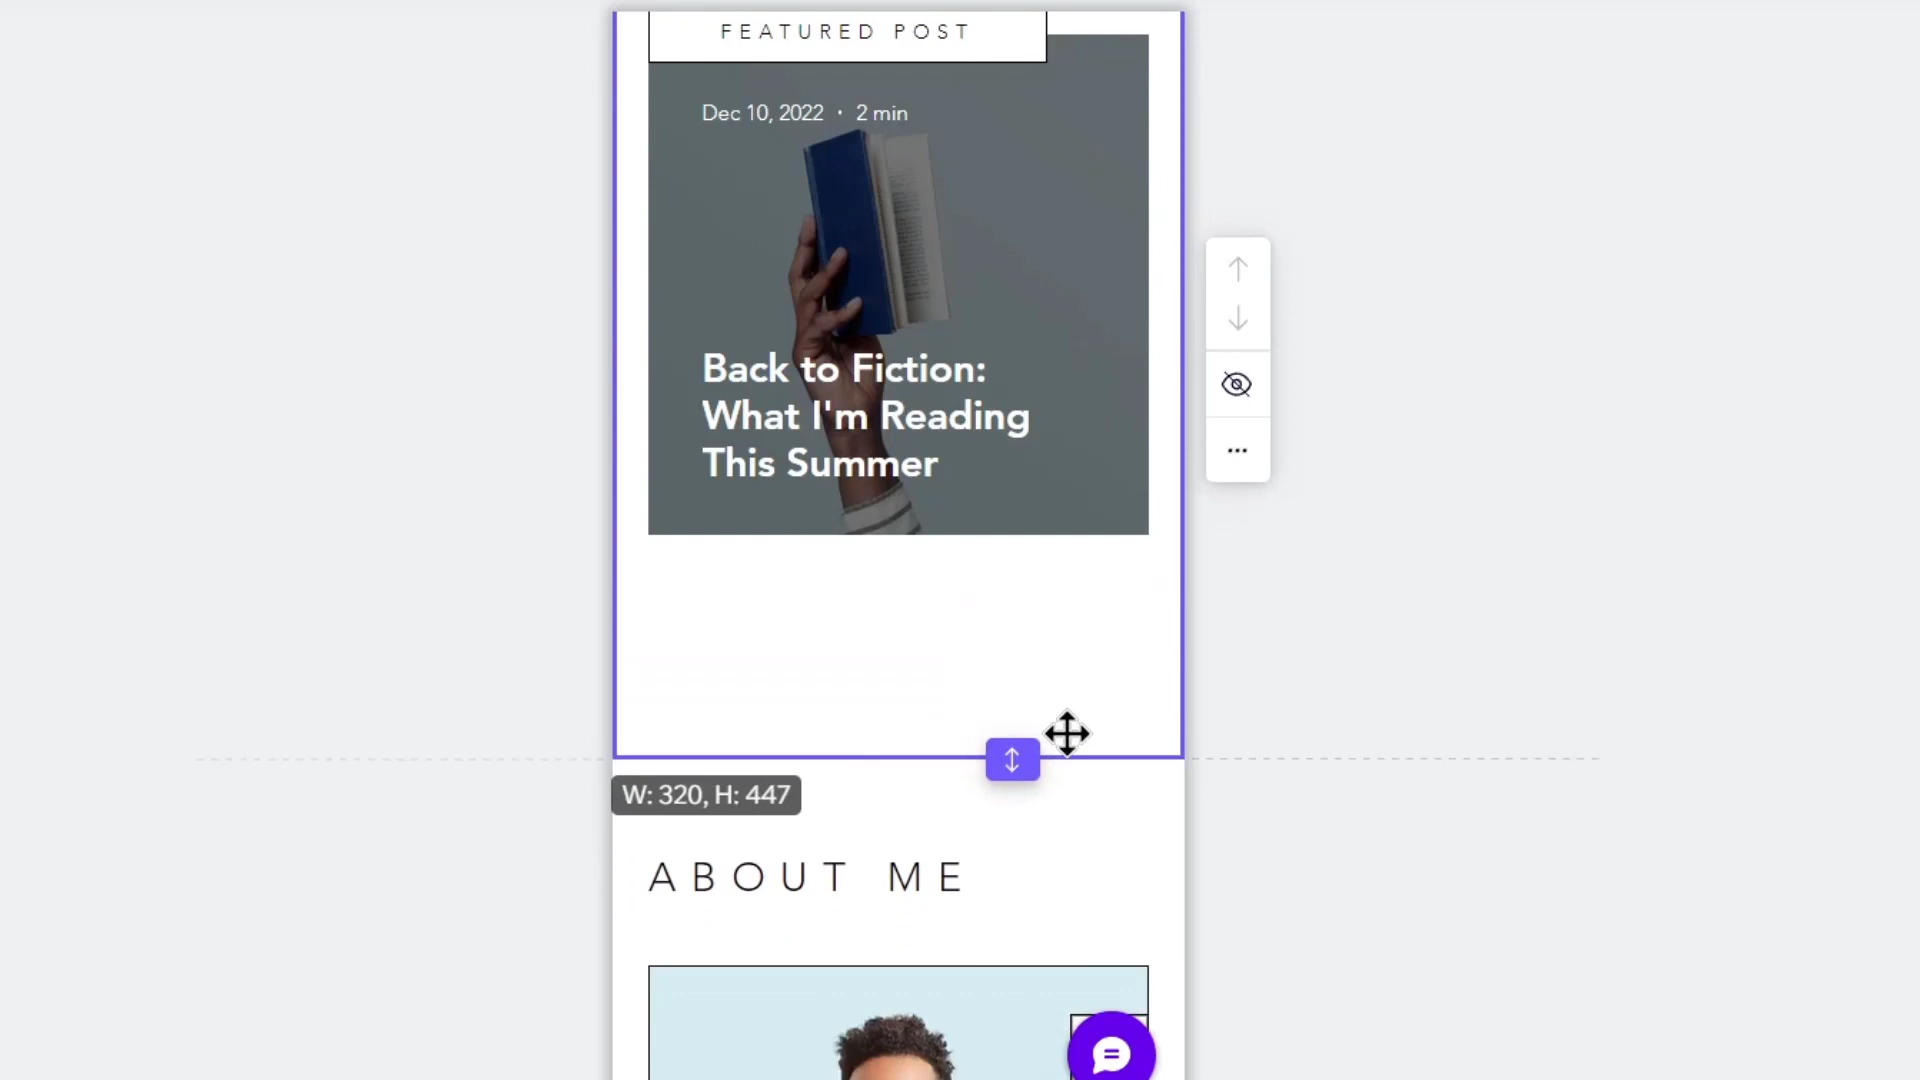 FEATURED POST
Dec 10, 2022 · 2 min
Back to Fiction:
What I'm Reading
This Summer
W: 320, H: 447
ABOUT ME